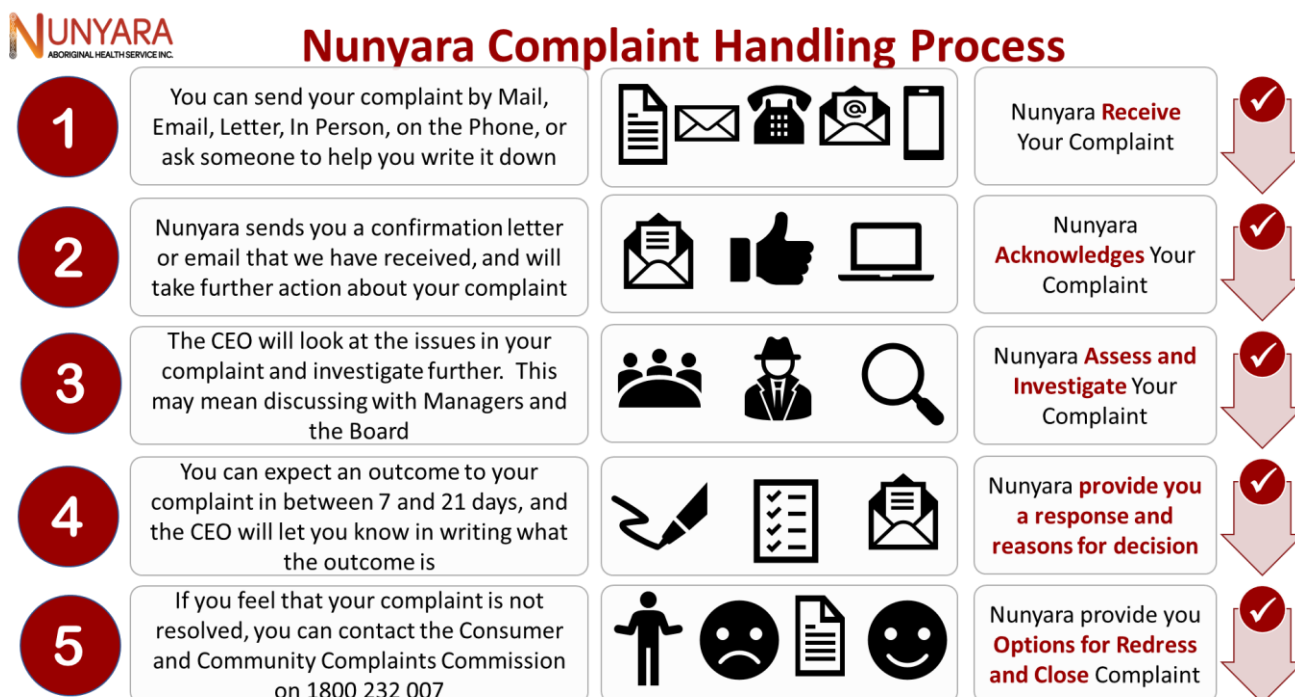 NUNYARA
ABORIGINAL HEALTH SERVICE INC.
Nunyara Complaint Handling Process
1
You can send your complaint by Mail,
Email, Letter, In Person, on the Phone, or
ask someone to help you write it down
@
Nunyara Receive
Your Complaint
2
Nunyara sends you a confirmation letter
or email that we have received, and will
take further action about your complaint
Nunyara
Acknowledges Your
Complaint
3
The CEO will look at the issues in your
complaint and investigate further. This
may mean discussing with Managers and
the Board
Nunyara Assess and
Investigate Your
Complaint
4
You can expect an outcome to your
complaint in between 7 and 21 days, and
the CEO will let you know in writing what
the outcome is
Nunyara provide you
a response and
reasons for decision
5
If you feel that your complaint is not
resolved, you can contact the Consumer
and Community Complaints Commission
on 1800 232 007
Nunyara provide you
Options for Redress
and Close Complaint